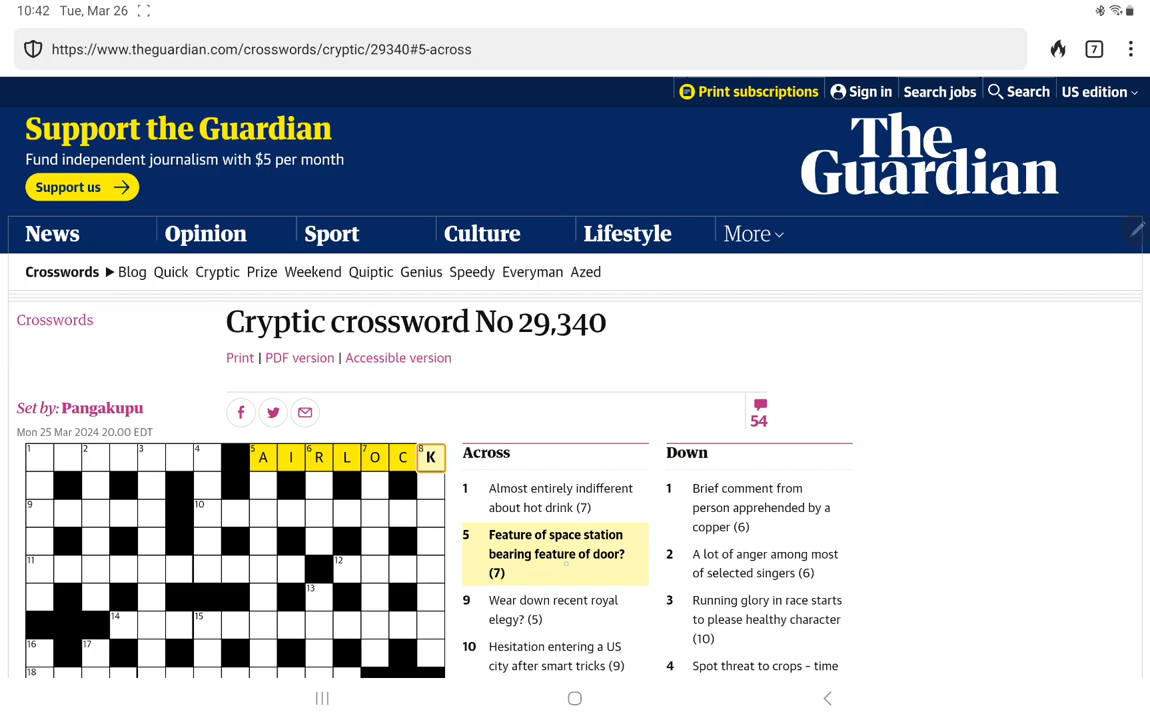 10:42 Tue, Mar 26
https://www.theguardian.com/crosswords/cryptic/29340#5-across
7
Print subscriptions
Sign in
Search jobs
Search
US edition
Support the Guardian
Fund independent journalism with $5 per month
Support us
The
Guardian
News
Opinion
Sport
Culture
Lifestyle
More
Crosswords
Blog Quick Cryptic Prize Weekend Quiptic Genius Speedy Everyman Azed
Crosswords
Cryptic crossword No 29,340
Print | PDF version | Accessible version
Set by: Pangakupu
Mon 25 Mar 2024 20.00 EDT
54
1 2 3 4 5 6 7 8
A I R L O C K
9 10
11 12
13
14 15
16 17
18
Across
1 Almost entirely indifferent
about hot drink (7)
5 Feature of space station
bearing feature of door?
(7)
9 Wear down recent royal
elegy? (5)
10 Hesitation entering a US
city after smart tricks (9)
Down
1 Brief comment from
person apprehended by a
copper (6)
2 A lot of anger among most
of selected singers (6)
3 Running glory in race starts
to please healthy character
(10)
4 Spot threat to crops – time